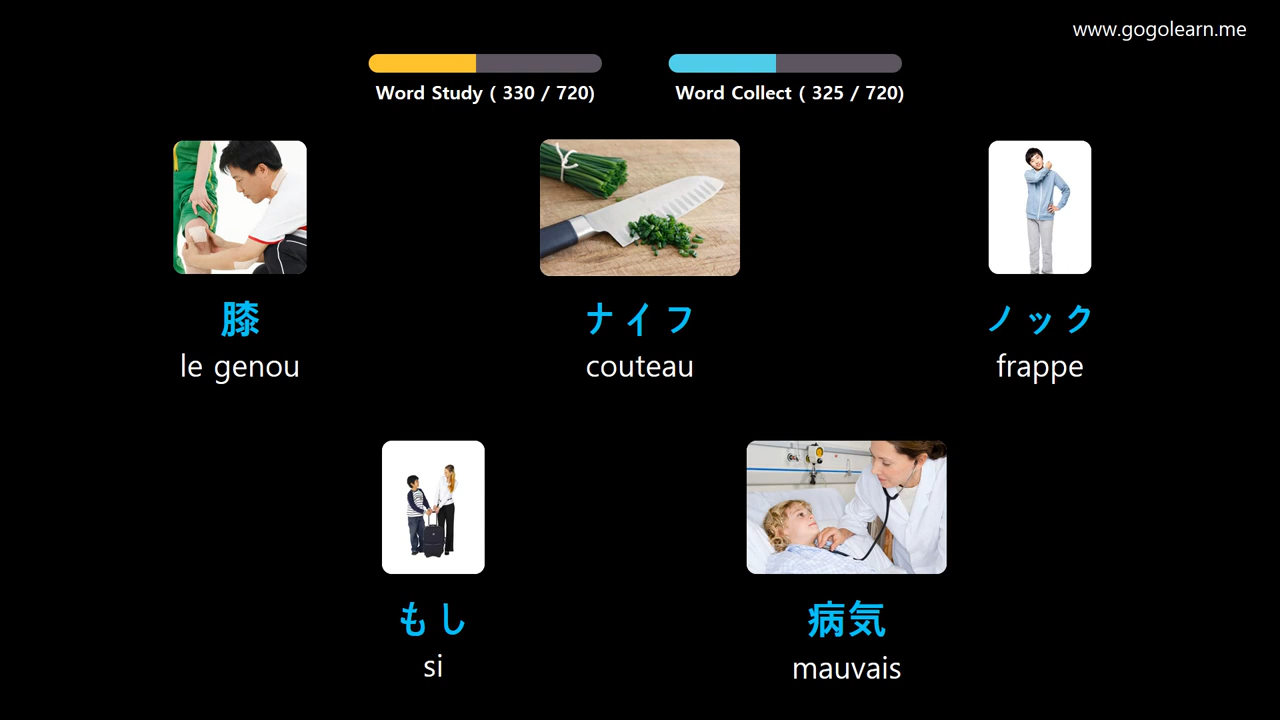 www.gogolearn.me
Word Study ( 330 / 720)
Word Collect ( 325 / 720)
膝
le genou
ナイフ
couteau
ノック
frappe
もし
si
病気
mauvais